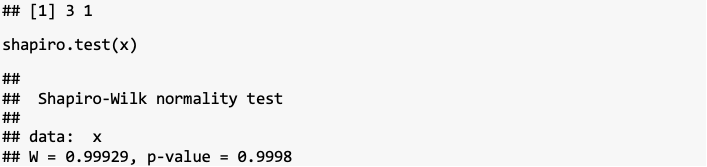 ## [1] 3 1
shapiro.test(x)
##
##  Shapiro-Wilk normality test
##
## data:  x
## W = 0.99929, p-value = 0.9998